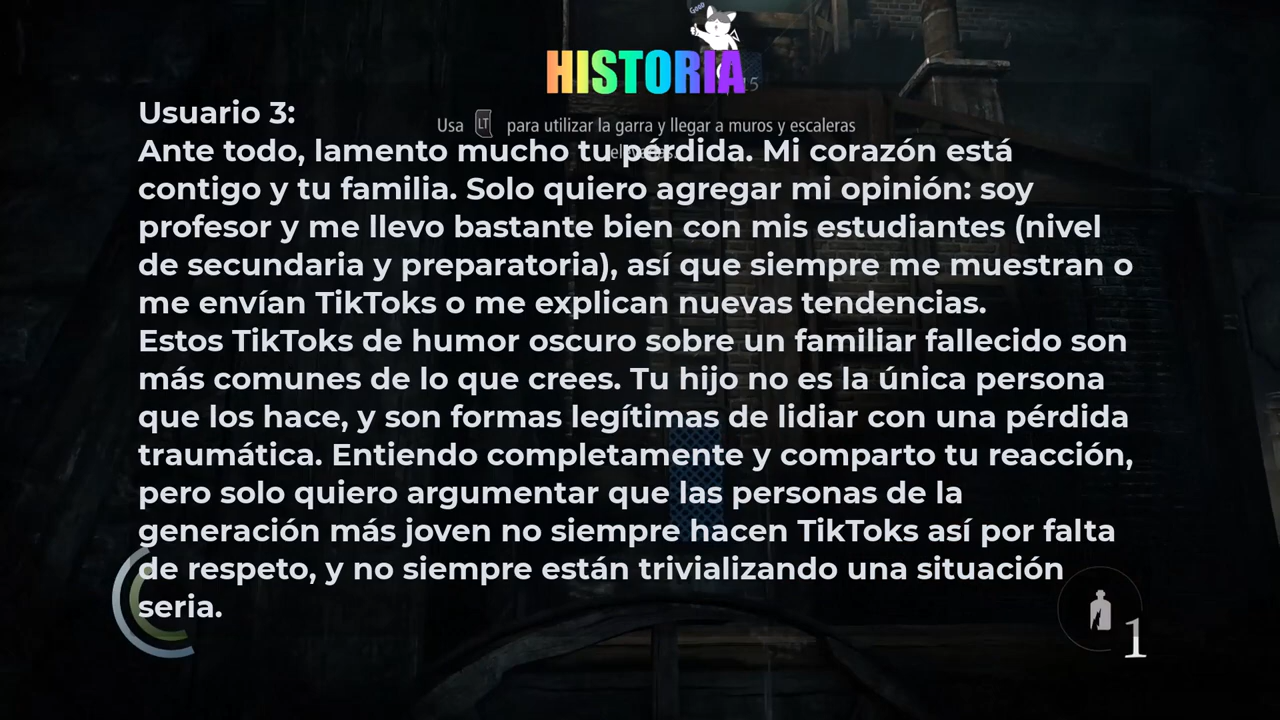 GOOD
HISTORIA
15
Usuario 3:
Usa LT para utilizar la garra y llegar a muros y escaleras
Ante todo, lamento mucho tu pérdida. Mi corazón está
contigo y tu familia. Solo quiero agregar mi opinión: soy
profesor y me llevo bastante bien con mis estudiantes (nivel
de secundaria y preparatoria), así que siempre me muestran o
me envían TikToks o me explican nuevas tendencias.
Estos TikToks de humor oscuro sobre un familiar fallecido son
más comunes de lo que crees. Tu hijo no es la única persona
que los hace, y son formas legítimas de lidiar con una pérdida
traumática. Entiendo completamente y comparto tu reacción,
pero solo quiero argumentar que las personas de la
generación más joven no siempre hacen TikToks así por falta
de respeto, y no siempre están trivializando una situación
seria.
1